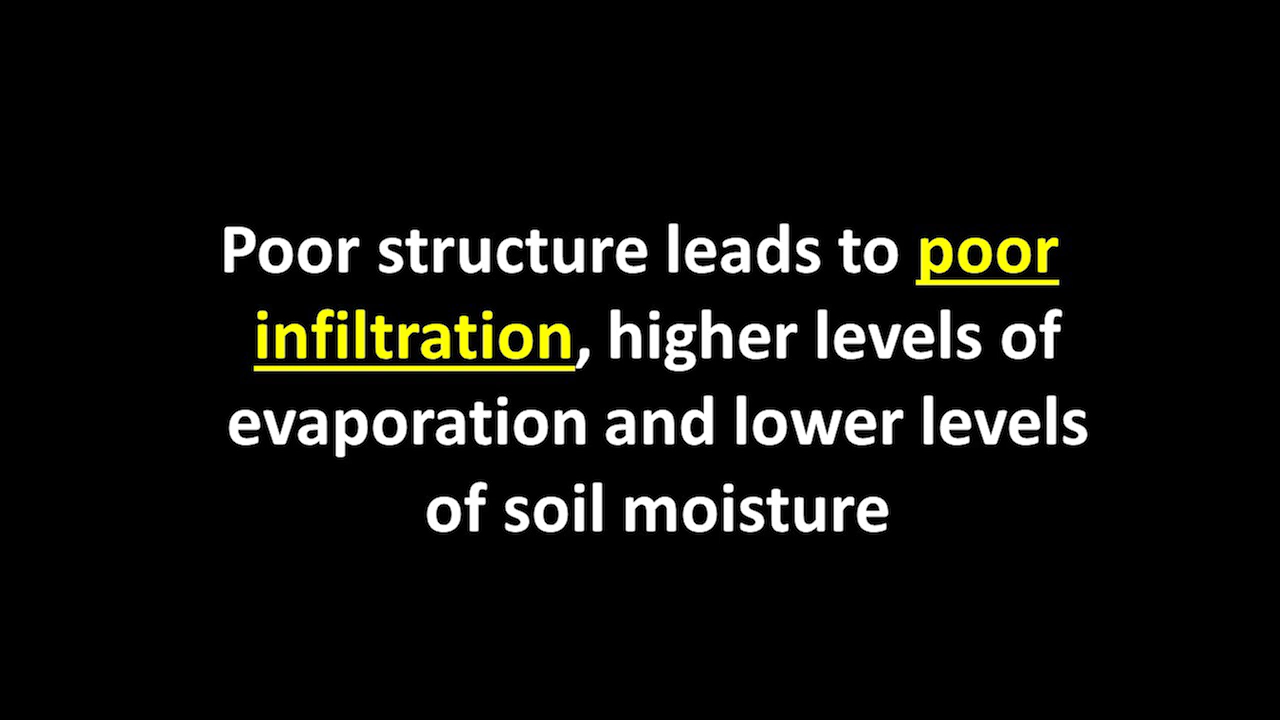 Poor structure leads to poor
infiltration, higher levels of
evaporation and lower levels
of soil moisture